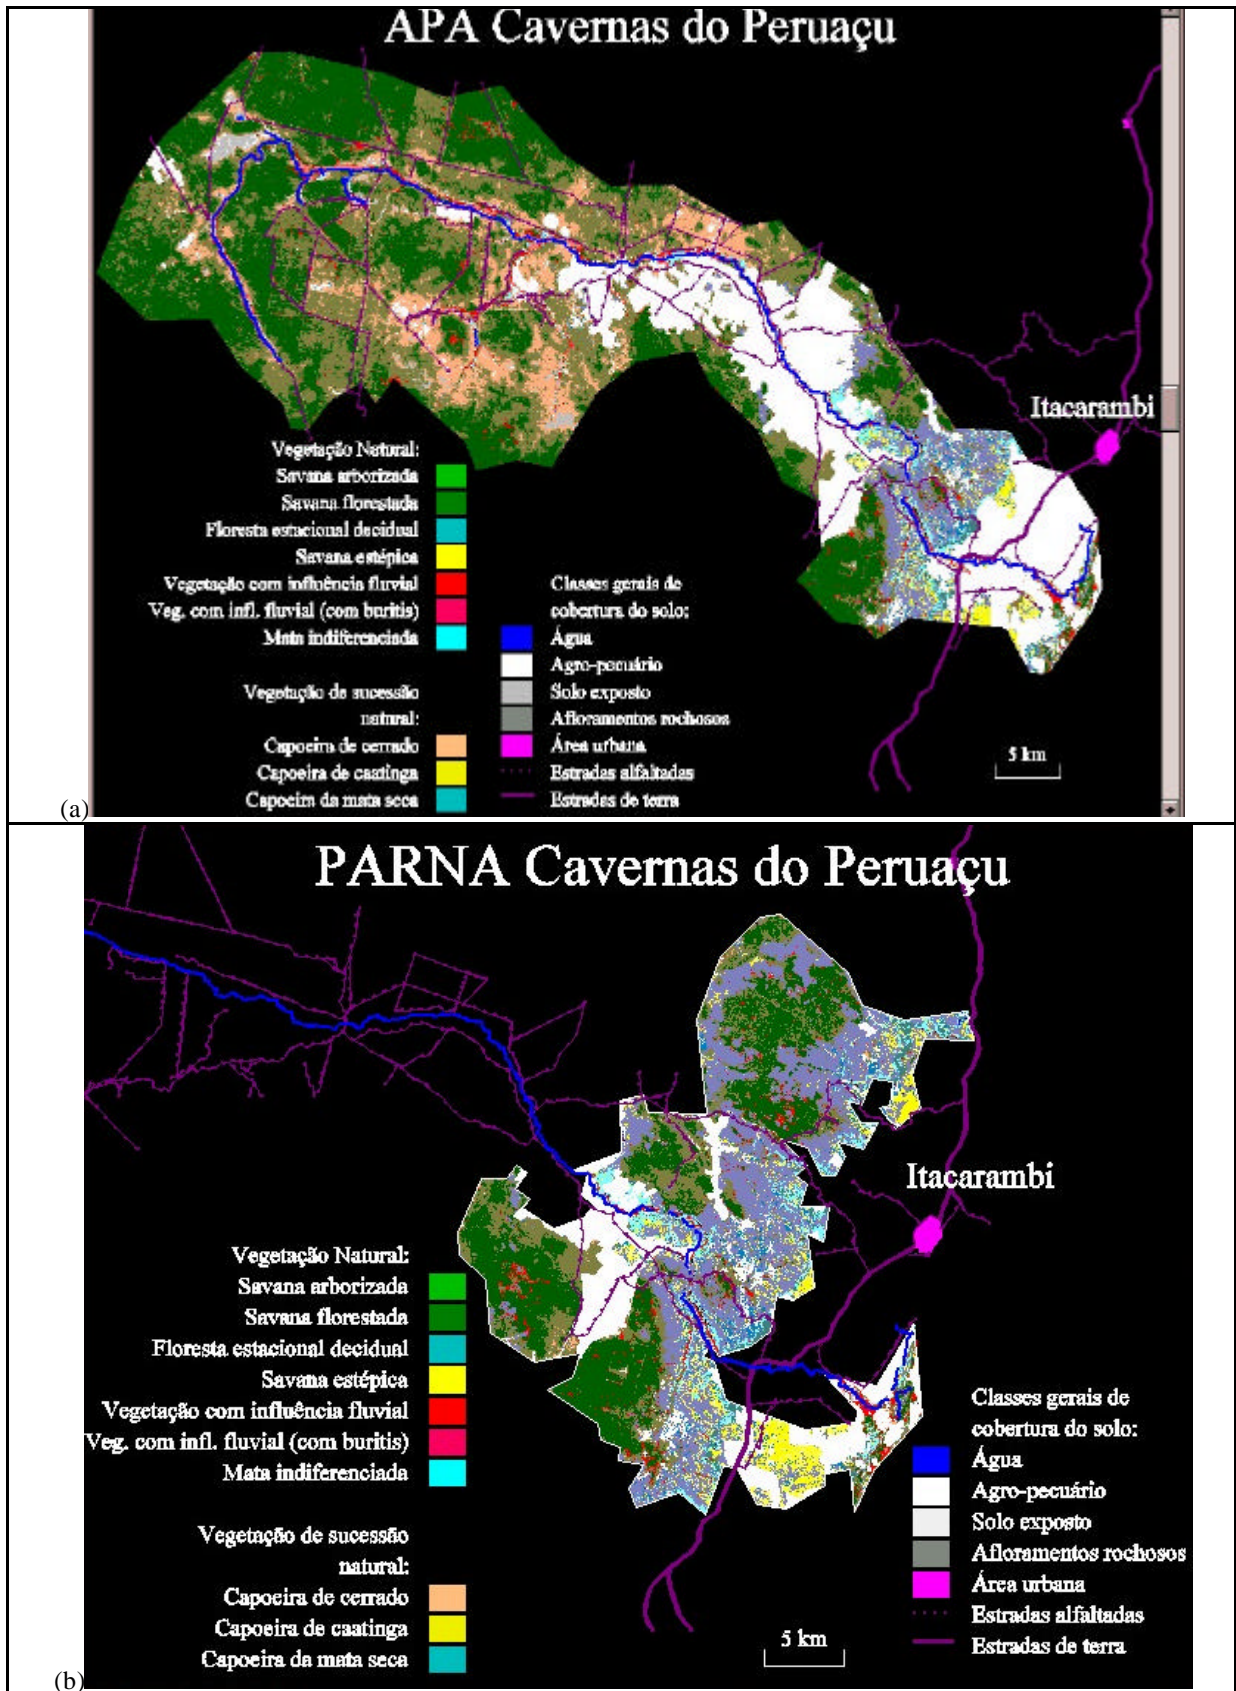 APA Cavernas do Peruaçu
Itacarambi
Vegetação Natural:
Savana arborizada
Savana florestada
Floresta estacional decidual
Savana estépica
Vegetação com influência fluvial
Veg. com infl. fluvial (com buritis)
Mata indiferenciada
Vegetação de sucessão
natural:
Capoeira de cerrado
Capoeira de caatinga
Capoeira da mata seca
Classes gerais de
cobertura do solo:
Água
Agro-pecuário
Solo exposto
Afloramentos rochosos
Área urbana
Estradas alfaltadas
Estradas de terra
5 km
(a)
PARNA Cavernas do Peruaçu
Itacarambi
Vegetação Natural:
Savana arborizada
Savana florestada
Floresta estacional decidual
Savana estépica
Vegetação com influência fluvial
Veg. com infl. fluvial (com buritis)
Mata indiferenciada
Vegetação de sucessão
natural:
Capoeira de cerrado
Capoeira de caatinga
Capoeira da mata seca
Classes gerais de
cobertura do solo:
Água
Agro-pecuário
Solo exposto
Afloramentos rochosos
Área urbana
Estradas alfaltadas
Estradas de terra
5 km
(b)